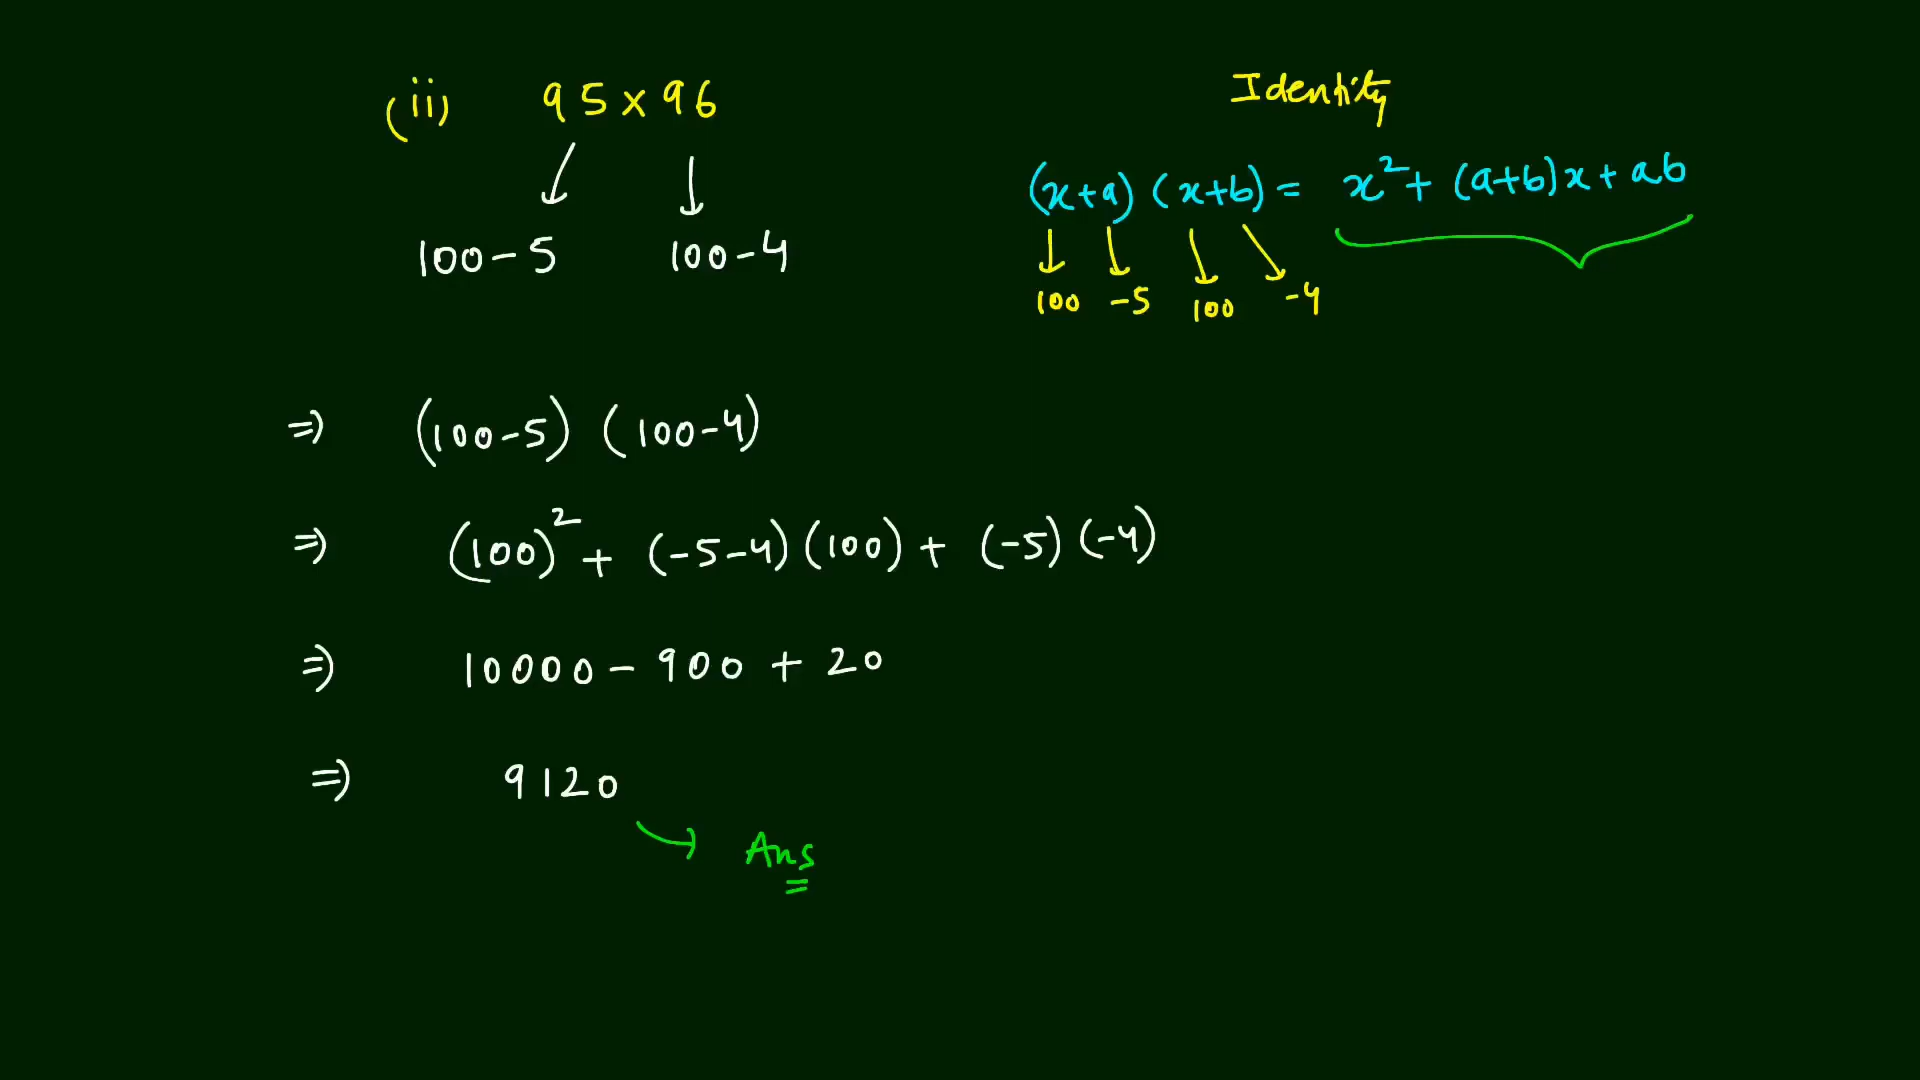 (ii) 95 × 96
100 - 5 100 - 4
Identity
(x+a) (x+b) = x² + (a+b)x + ab
100 -5 100 -4
⇒ (100-5) (100-4)
⇒ (100)² + (-5-4) (100) + (-5) (-4)
⇒ 10000 - 900 + 20
⇒ 9120
Ans